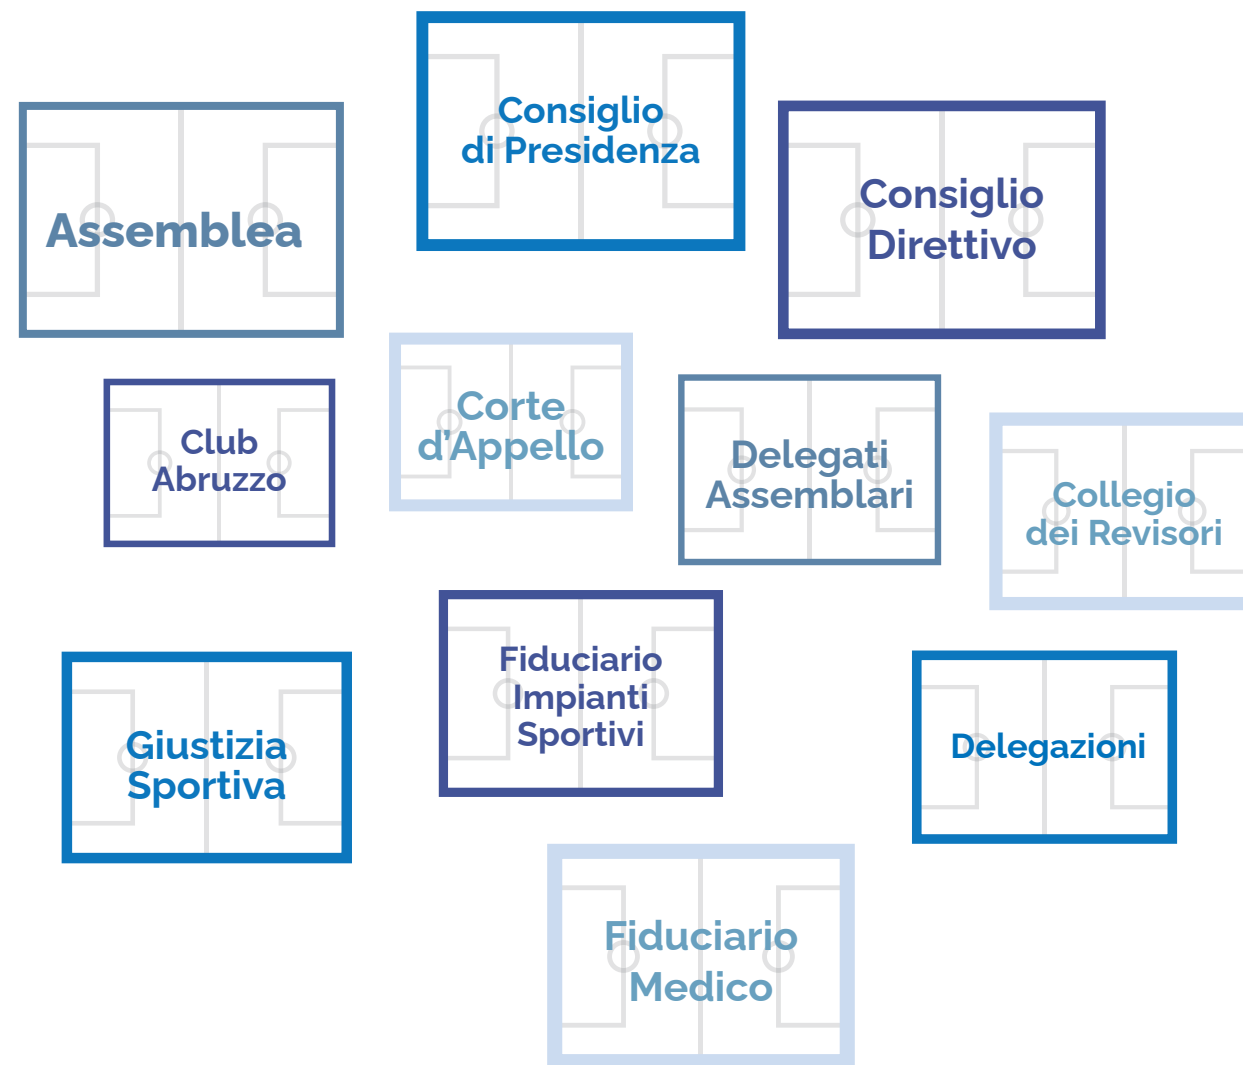 Consiglio
di Presidenza
Assemblea
Consiglio
Direttivo
Club
Abruzzo
Corte
d'Appello
Delegati
Assemblari
Collegio
dei Revisori
Giustizia
Sportiva
Fiduciario
Impianti
Sportivi
Delegazioni
Fiduciario
Medico